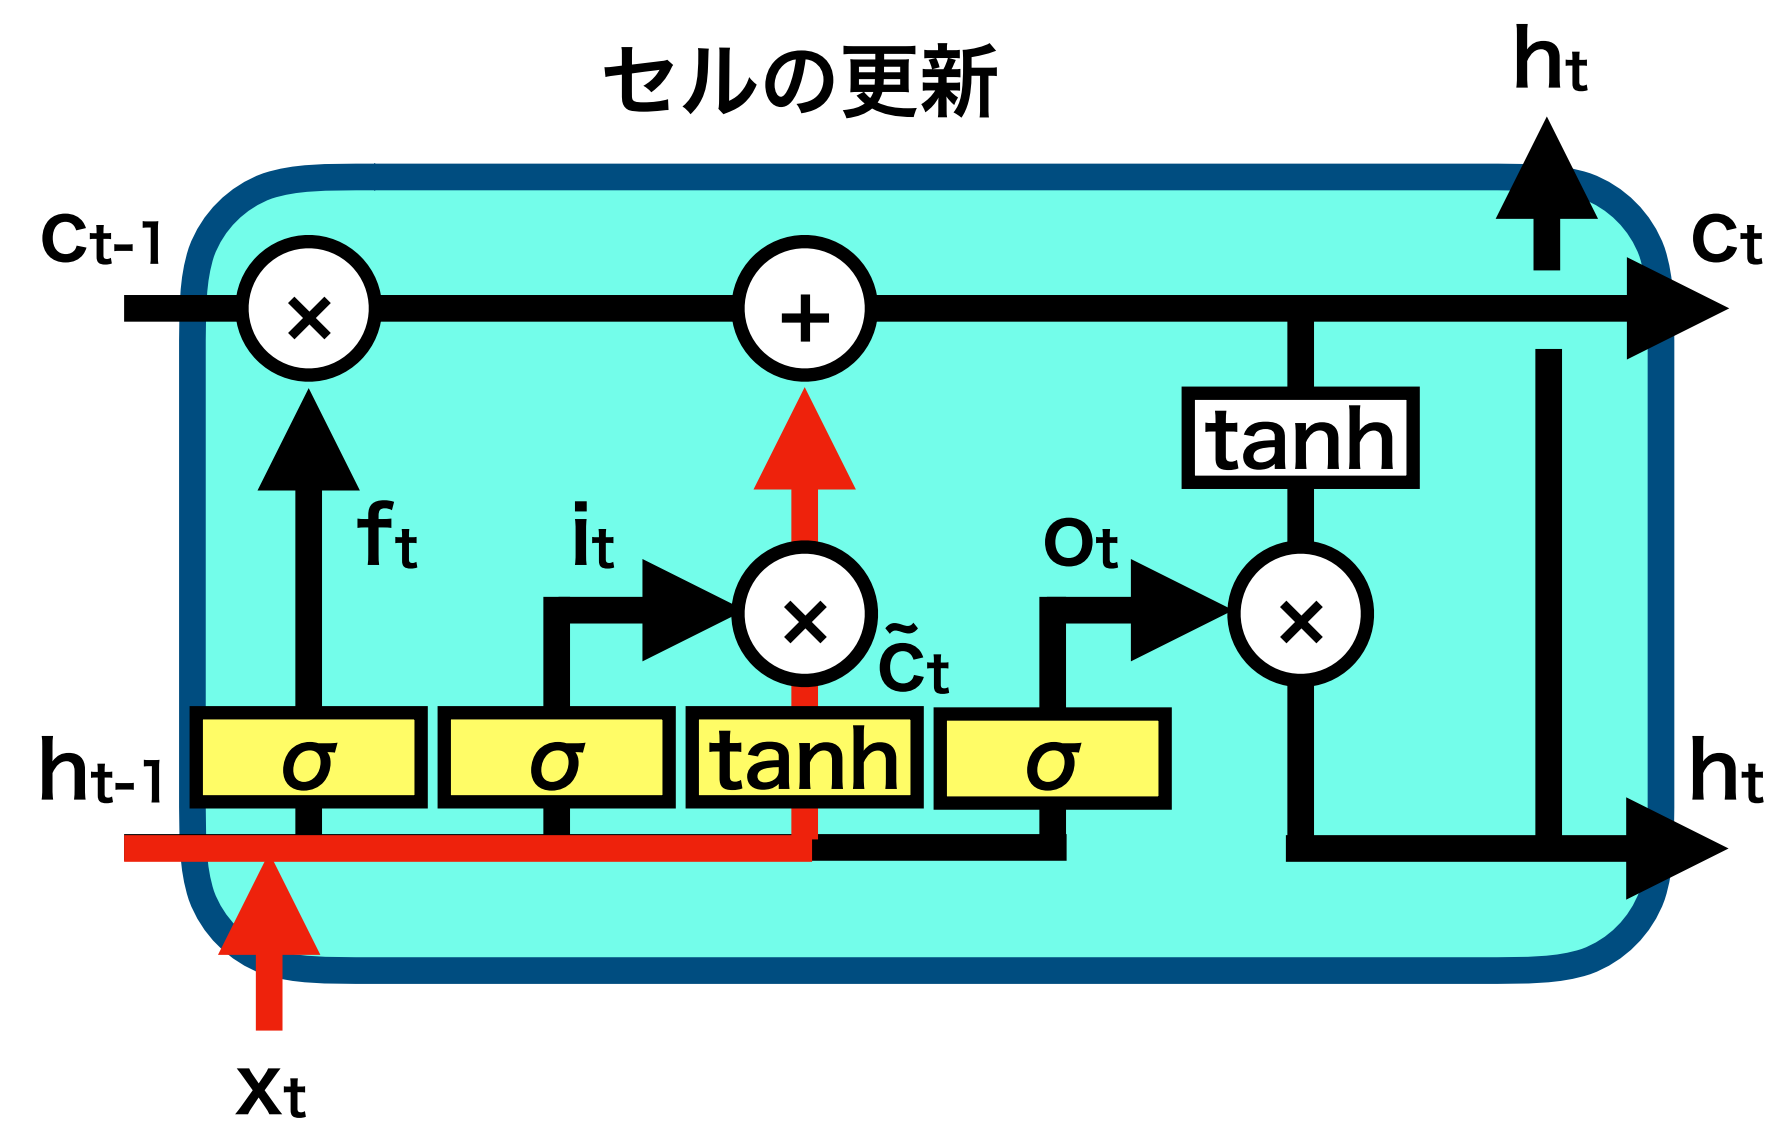 セルの更新
ht
ct-1
ct
×
+
tanh
ft
it
ot
×
×
c̃t
ht-1
σ
σ
tanh
σ
ht
xt